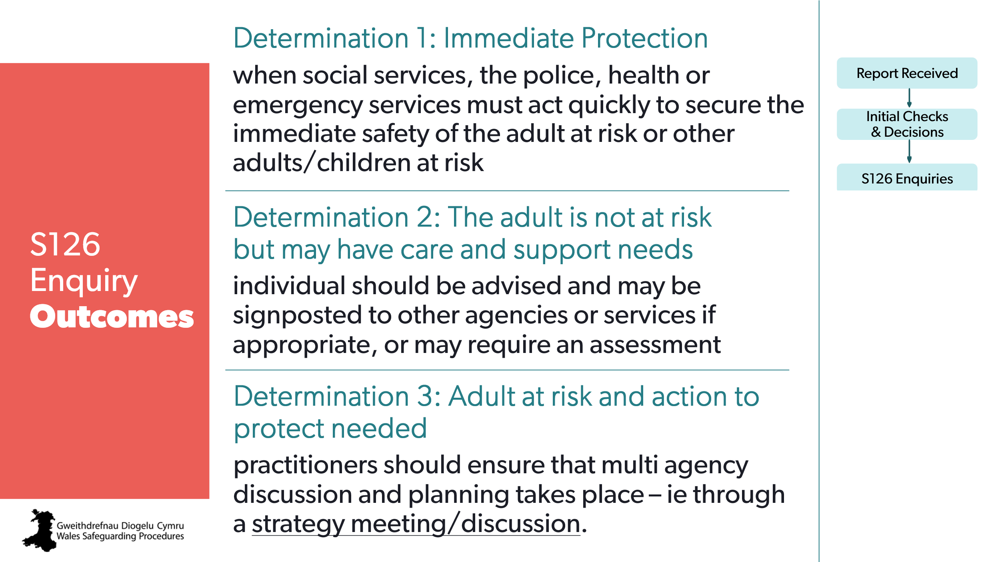 S126
Enquiry
Outcomes
Gweithdrefnau Diogelu Cymru
Wales Safeguarding Procedures
Determination 1: Immediate Protection
when social services, the police, health or
emergency services must act quickly to secure the
immediate safety of the adult at risk or other
adults/children at risk
Determination 2: The adult is not at risk
but may have care and support needs
individual should be advised and may be
signposted to other agencies or services if
appropriate, or may require an assessment
Determination 3: Adult at risk and action to
protect needed
practitioners should ensure that multi agency
discussion and planning takes place – ie through
a strategy meeting/discussion.
Report Received
Initial Checks
& Decisions
S126 Enquiries